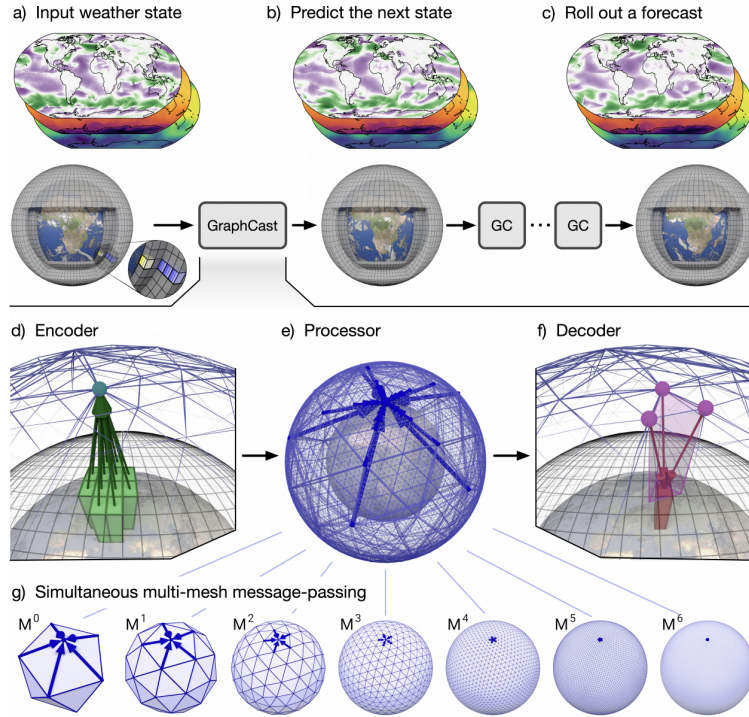 a) Input weather state
b) Predict the next state
c) Roll out a forecast
GraphCast
GC ··· GC
d) Encoder
e) Processor
f) Decoder
g) Simultaneous multi-mesh message-passing
M⁰ M¹ M² M³ M⁴ M⁵ M⁶